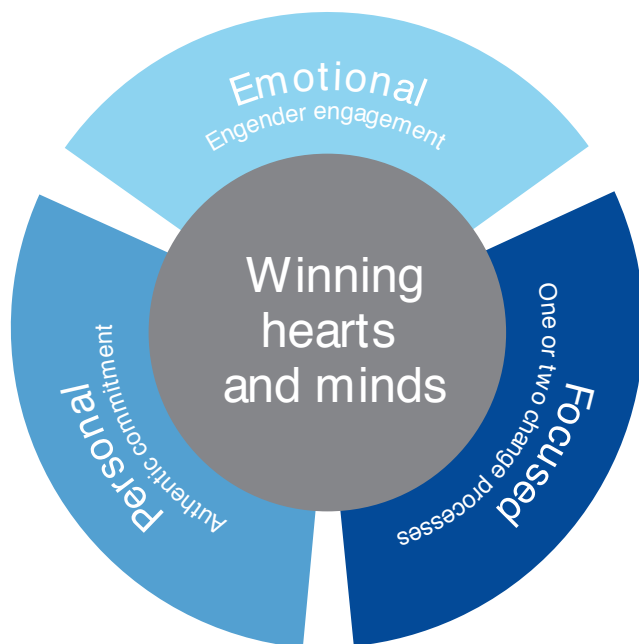 Emotional
Engender engagement
Winning
hearts
and minds
Focused
One or two change processes
Personal
Authentic commitment